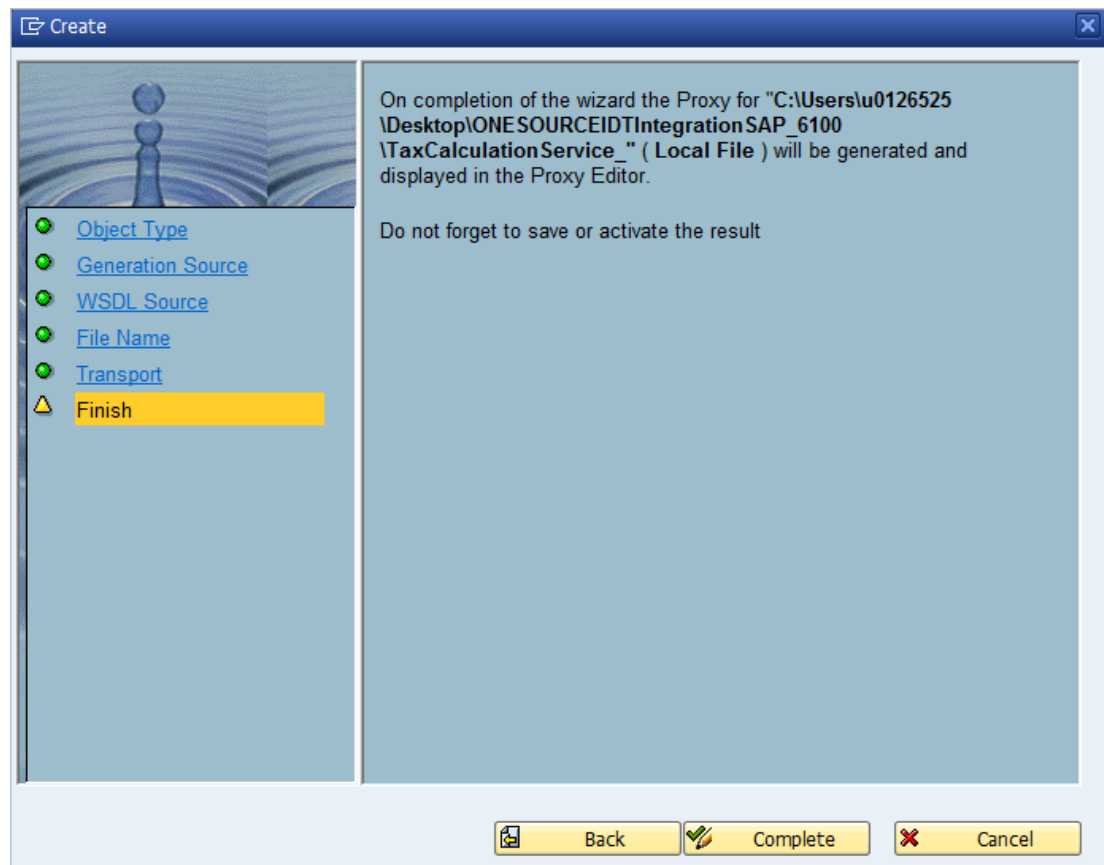 Create
On completion of the wizard the Proxy for "C:\Users\u0126525
\Desktop\ONESOURCEIDTIntegrationSAP_6100
\TaxCalculationService_" ( Local File ) will be generated and
displayed in the Proxy Editor.
Do not forget to save or activate the result
Object Type
Generation Source
WSDL Source
File Name
Transport
Finish
Back
Complete
Cancel